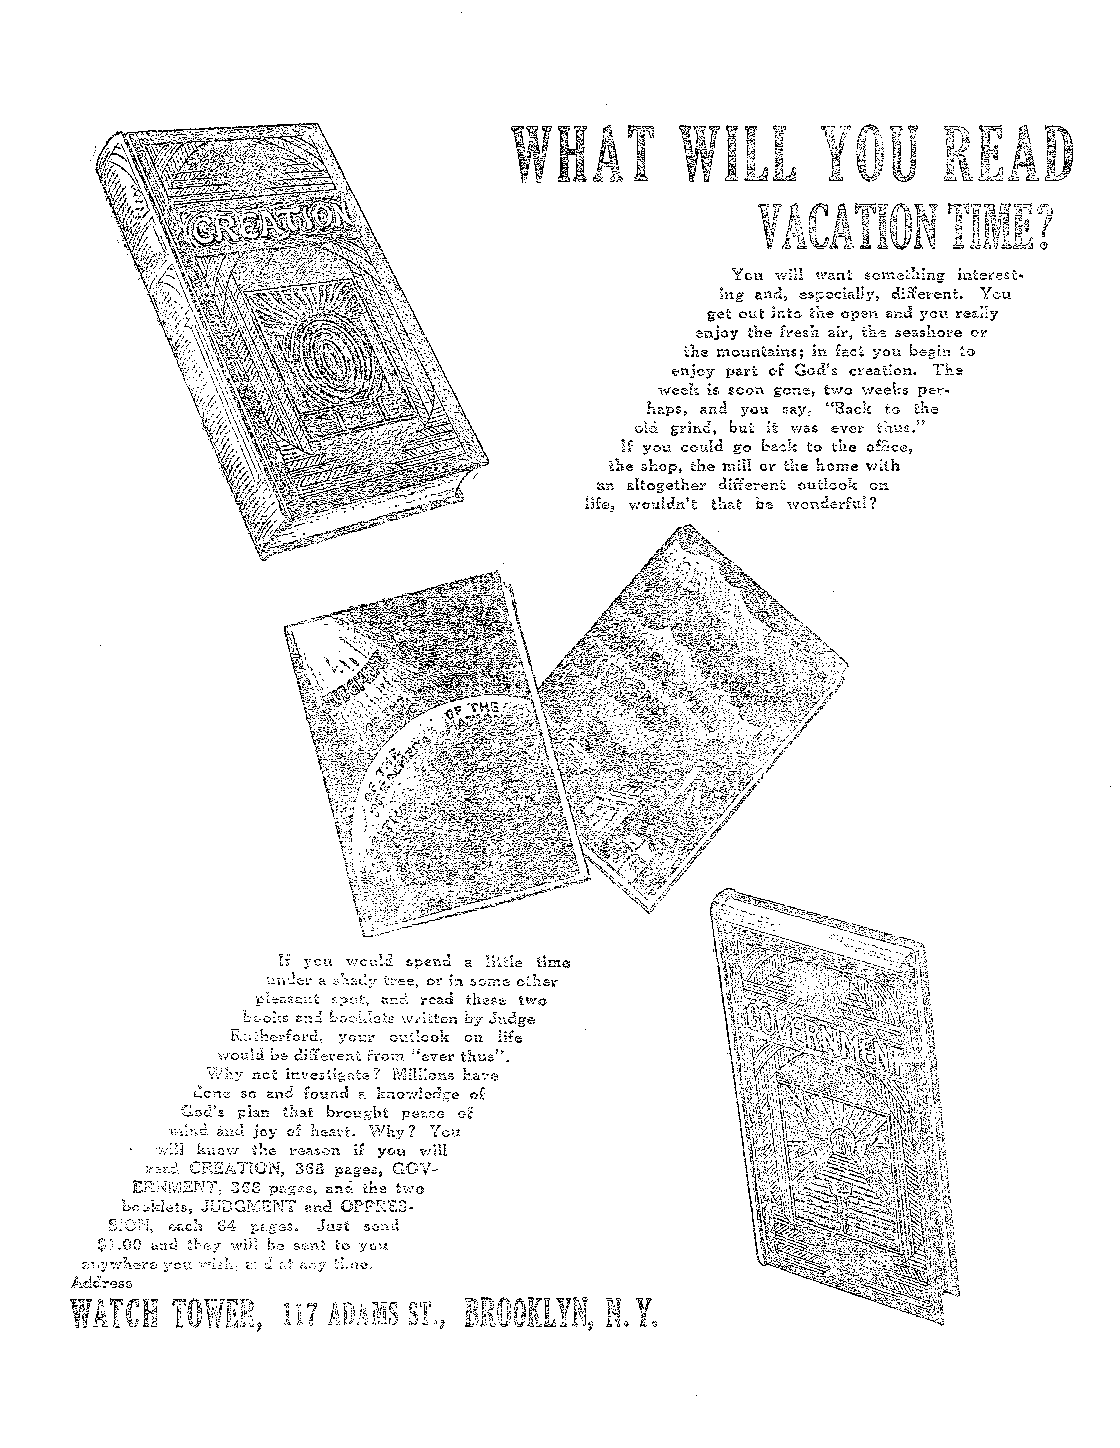 WHAT WILL YOU READ
VACATION TIME?
You will want something interest-
ing and, especially, different. You
get out into the open and you really
enjoy the fresh air, the seashore or
the mountains; in fact you begin to
enjoy part of God's creation. The
week is soon gone, two weeks per-
haps, and you say, "Back to the
old grind, but it was ever thus."
If you could go back to the office,
the shop, the mill or the home with
an altogether different outlook on
life, wouldn't that be wonderful?
CREATION
OF THE
OF THE
GOVERNMENT
If you would spend a little time
under a shady tree, or in some other
pleasant spot, and read these two
books and booklets written by Judge
Rutherford, your outlook on life
would be different from "ever thus".
Why not investigate? Millions have
done so and found a knowledge of
God's plan that brought peace of
mind and joy of heart. Why? You
will know the reason if you will
read CREATION, 368 pages, GOV-
ERNMENT, 368 pages, and the two
booklets, JUDGMENT and OPPRES-
SION, each 64 pages. Just send
$1.00 and they will be sent to you
anywhere you wish, and at any time.
Address
WATCH TOWER, 117 ADAMS ST., BROOKLYN, N. Y.